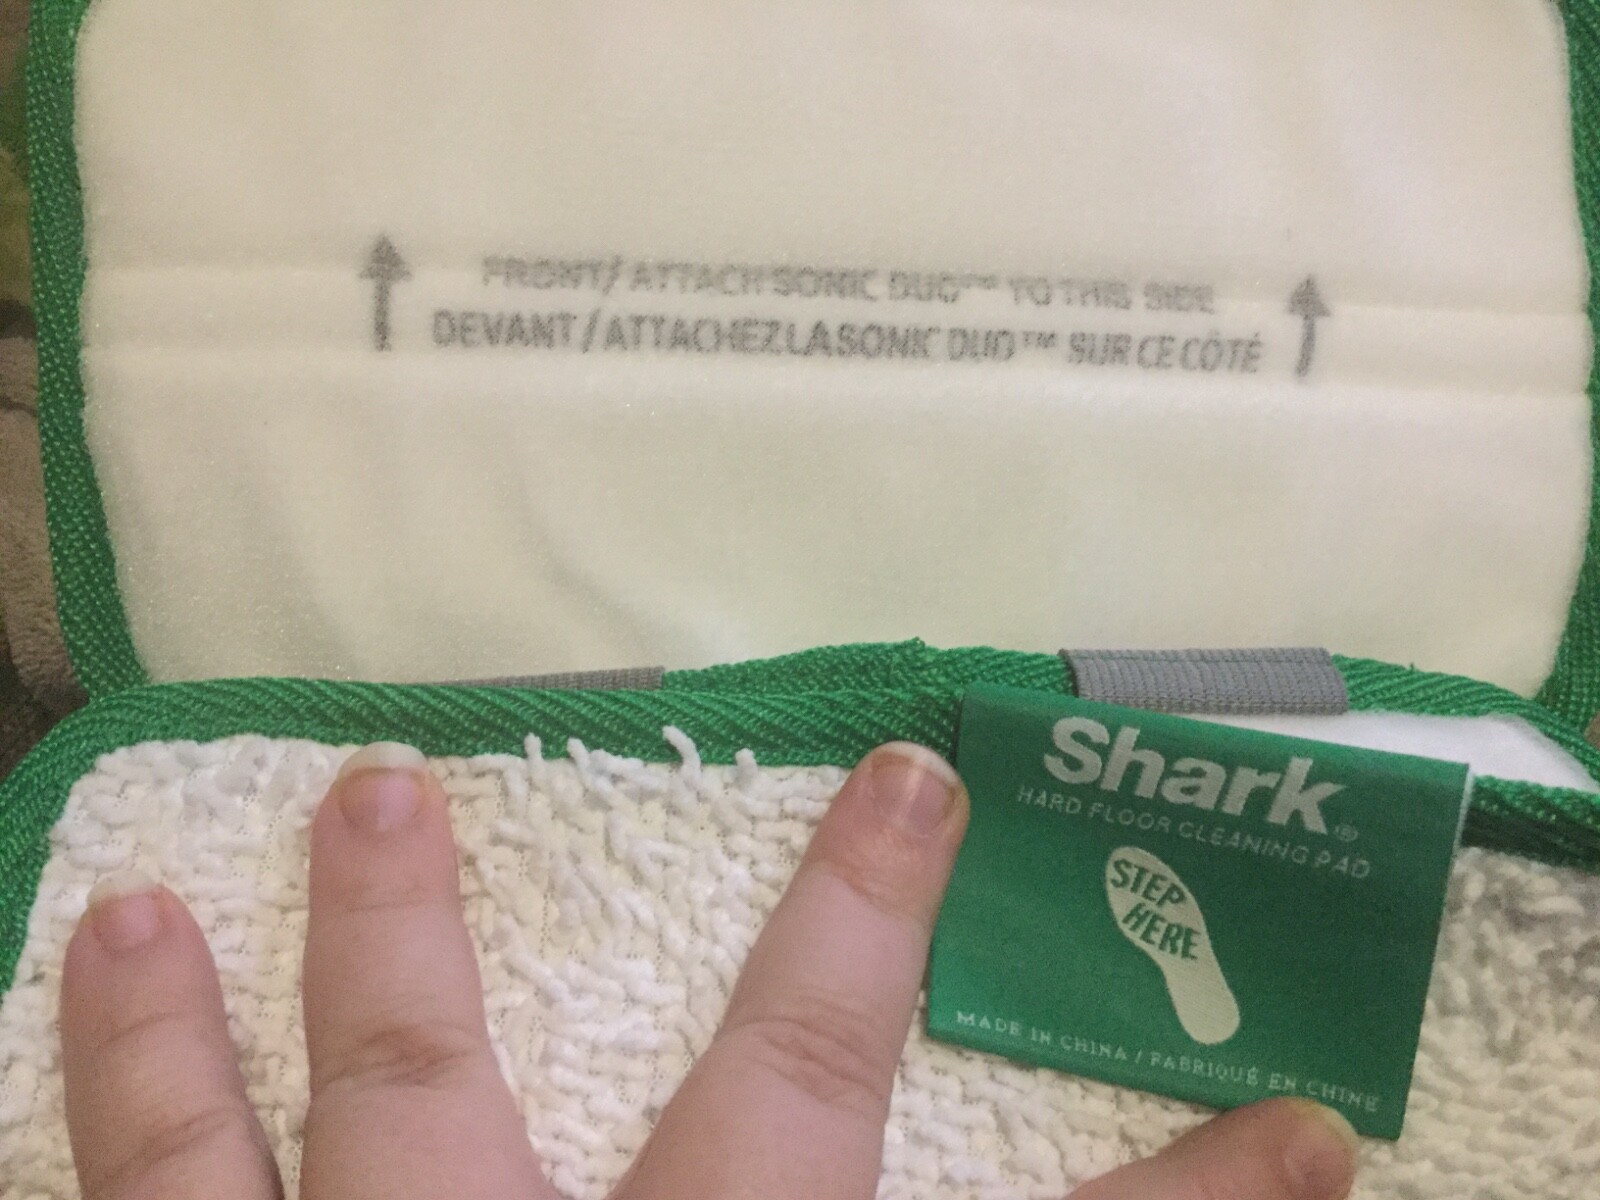 FRONT/ ATTACH SONIC DUO™ TO THIS SIDE
DEVANT / ATTACHEZ LA SONIC DUO™ SUR CE CÔTÉ
Shark®
HARD FLOOR CLEANING PAD
STEP
HERE
MADE IN CHINA / FABRIQUÉ EN CHINE